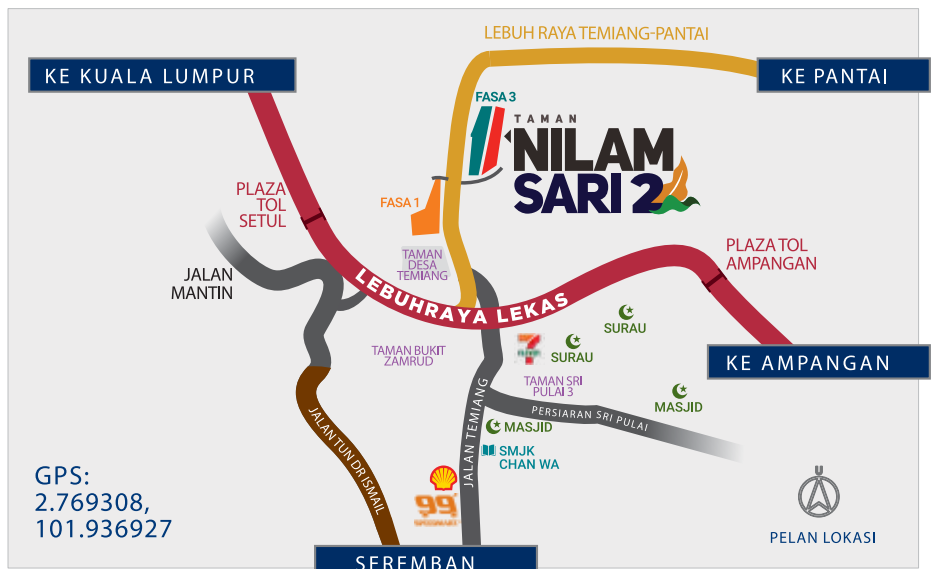 LEBUH RAYA TEMIANG-PANTAI
KE KUALA LUMPUR
KE PANTAI
FASA 3
TAMAN
NILAM
SARI 2
FASA 1
PLAZA
TOL
SETUL
TAMAN
DESA
TEMIANG
PLAZA TOL
AMPANGAN
JALAN
MANTIN
LEBUHRAYA LEKAS
SURAU
SURAU
TAMAN BUKIT
ZAMRUD
KE AMPANGAN
TAMAN SRI
PULAI 3
MASJID
PERSIARAN SRI PULAI
JALAN TUN DR ISMAIL
JALAN TEMIANG
MASJID
SMJK
CHAN WA
GPS:
2.769308,
101.936927
99
SPEEDMART
U
PELAN LOKASI
SEREMBAN